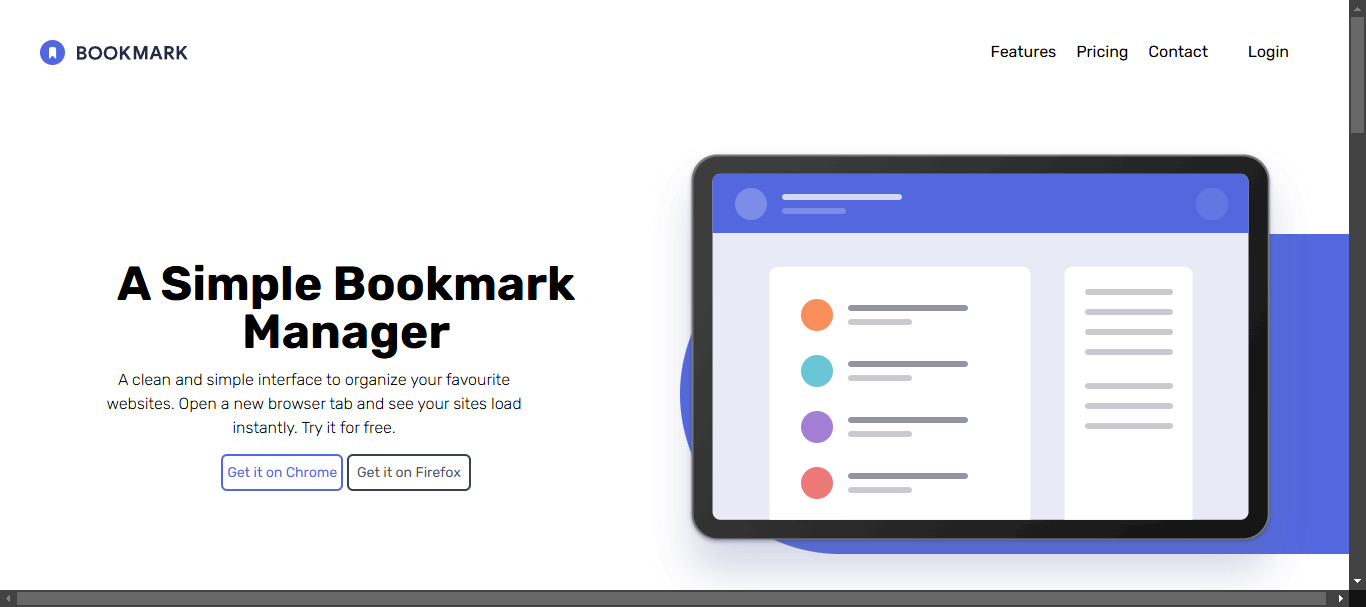 BOOKMARK
Features Pricing Contact Login
A Simple Bookmark
Manager
A clean and simple interface to organize your favourite
websites. Open a new browser tab and see your sites load
instantly. Try it for free.
Get it on Chrome Get it on Firefox